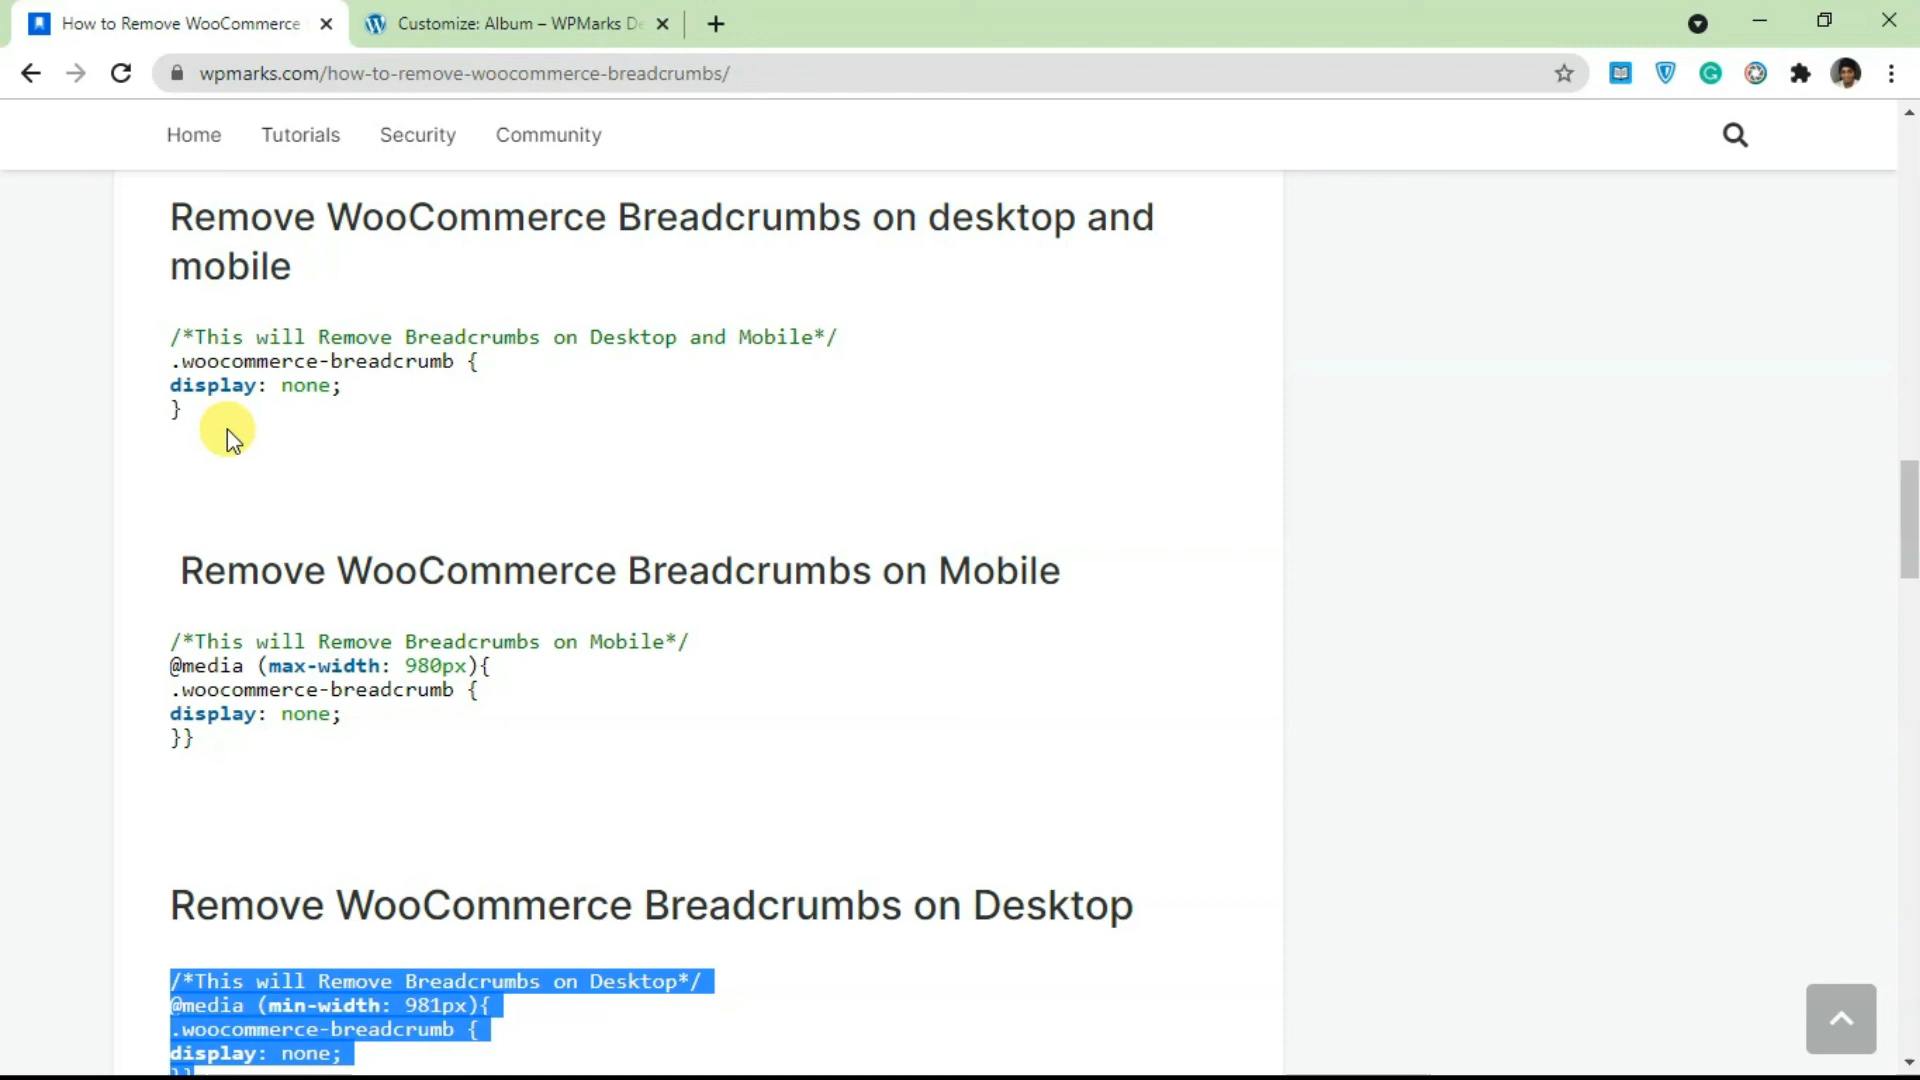 How to Remove WooCommerce
Customize: Album – WPMarks De
wpmarks.com/how-to-remove-woocommerce-breadcrumbs/
Home Tutorials Security Community
Remove WooCommerce Breadcrumbs on desktop and
mobile
/*This will Remove Breadcrumbs on Desktop and Mobile*/
.woocommerce-breadcrumb {
display: none;
}
Remove WooCommerce Breadcrumbs on Mobile
/*This will Remove Breadcrumbs on Mobile*/
@media (max-width: 980px){
.woocommerce-breadcrumb {
display: none;
}}
Remove WooCommerce Breadcrumbs on Desktop
/*This will Remove Breadcrumbs on Desktop*/
@media (min-width: 981px){
.woocommerce-breadcrumb {
display: none;
}}